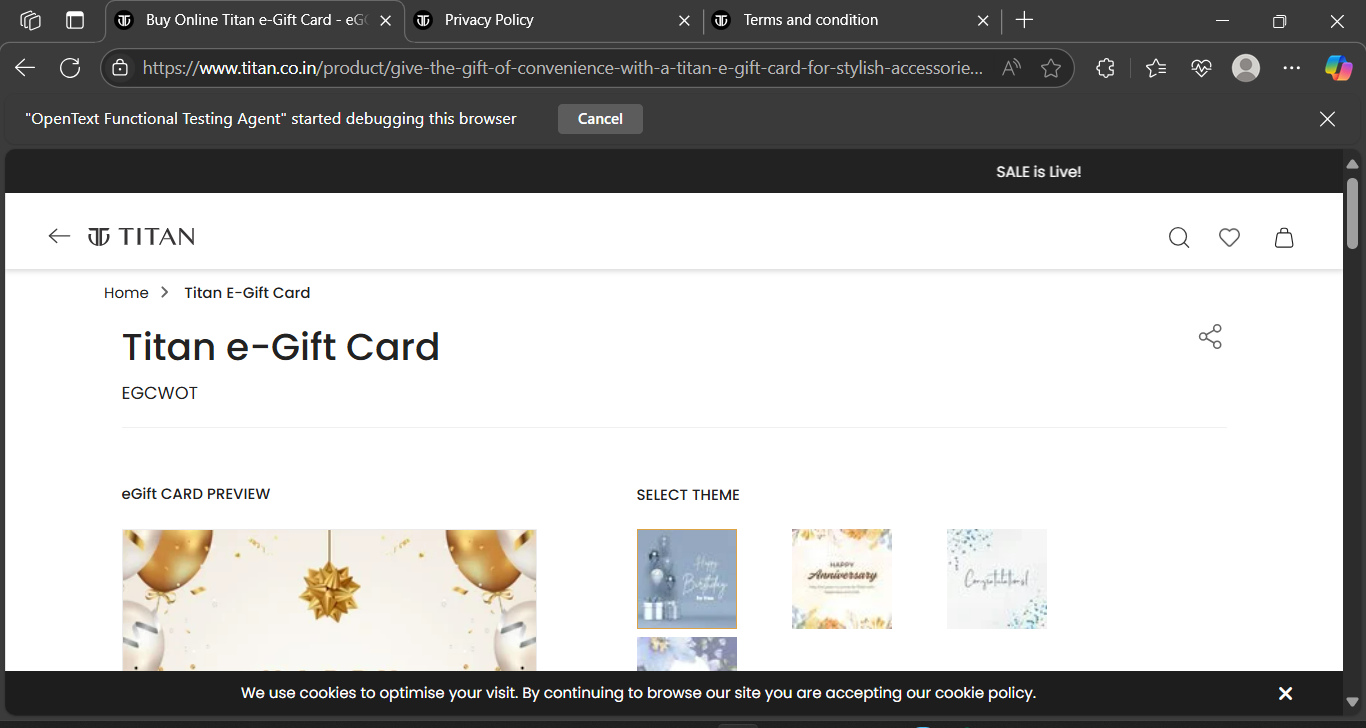 Buy Online Titan e-Gift Card - eG
Privacy Policy
Terms and condition
https://www.titan.co.in/product/give-the-gift-of-convenience-with-a-titan-e-gift-card-for-stylish-accessorie...
"OpenText Functional Testing Agent" started debugging this browser
Cancel
SALE is Live!
TITAN
Home > Titan E-Gift Card
Titan e-Gift Card
EGCWOT
eGift CARD PREVIEW
SELECT THEME
Happy
Birthday
to You
HAPPY
Anniversary
Congratulations!
We use cookies to optimise your visit. By continuing to browse our site you are accepting our cookie policy.